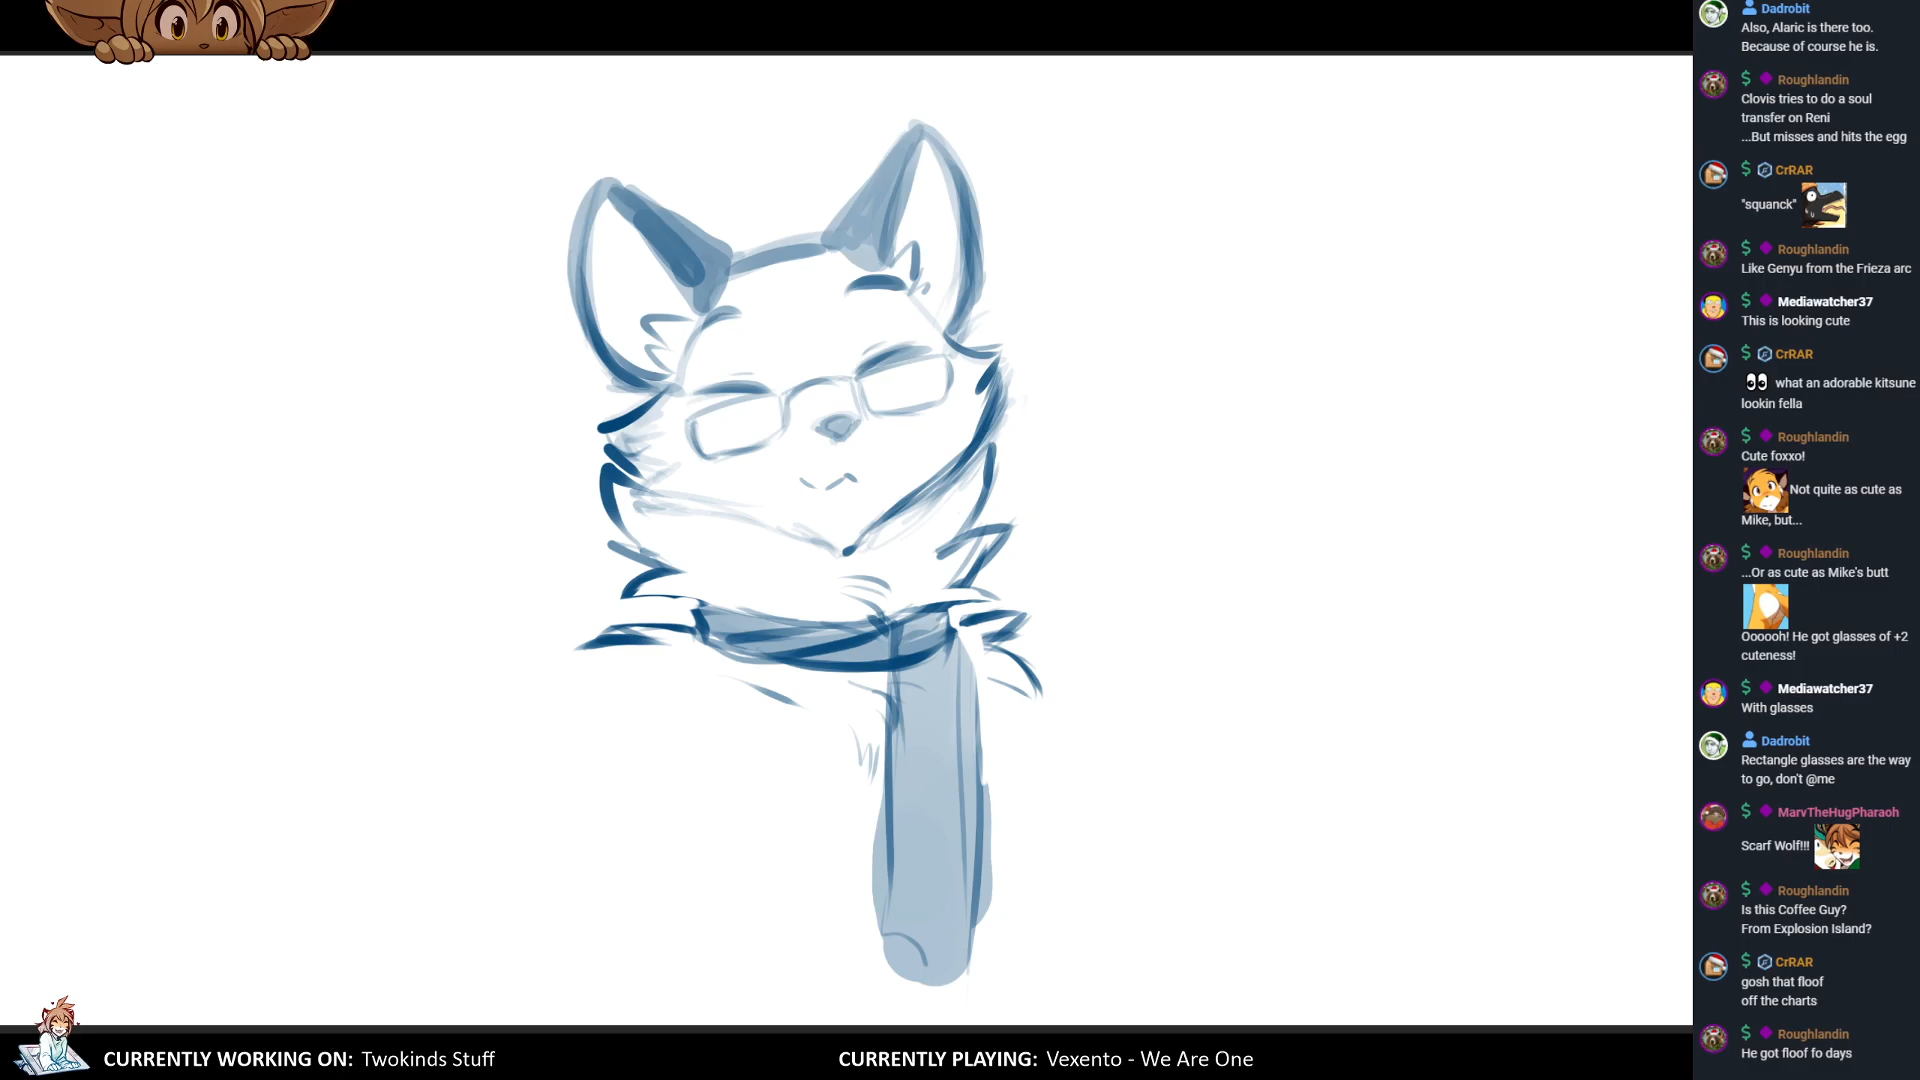 Dadrobit
Also, Alaric is there too.
Because of course he is.
Roughlandin
Clovis tries to do a soul
transfer on Reni
...But misses and hits the egg
CrRAR
"squanck"
Roughlandin
Like Genyu from the Frieza arc
Mediawatcher37
This is looking cute
CrRAR
what an adorable kitsune
lookin fella
Roughlandin
Cute foxxo!
Not quite as cute as
Mike, but...
Roughlandin
...Or as cute as Mike's butt
Oooooh! He got glasses of +2
cuteness!
Mediawatcher37
With glasses
Dadrobit
Rectangle glasses are the way
to go, don't @me
MarvTheHugPharaoh
Scarf Wolf!!!
Roughlandin
Is this Coffee Guy?
From Explosion Island?
CrRAR
gosh that floof
off the charts
Roughlandin
He got floof fo days
CURRENTLY WORKING ON: Twokinds Stuff
CURRENTLY PLAYING: Vexento - We Are One